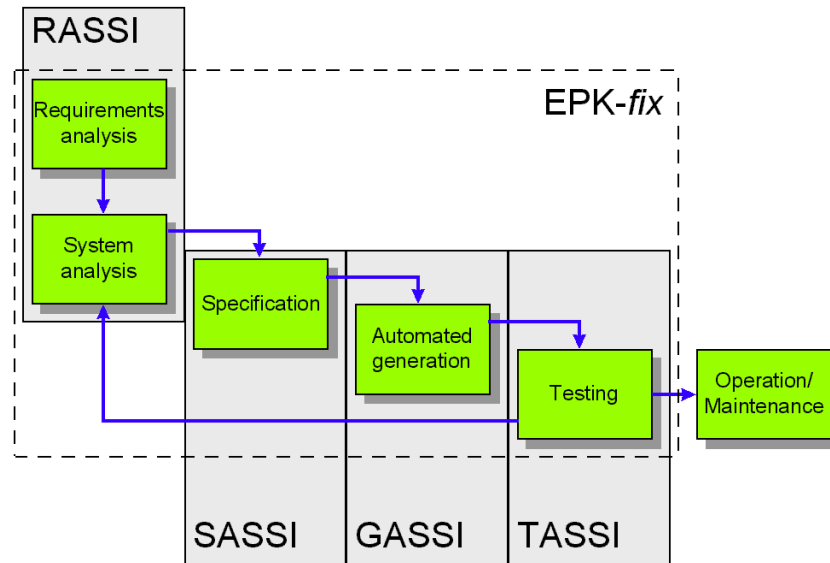 RASSI
EPK-fix
Requirements
analysis
System
analysis
Specification
Automated
generation
Testing
Operation/
Maintenance
SASSI
GASSI
TASSI